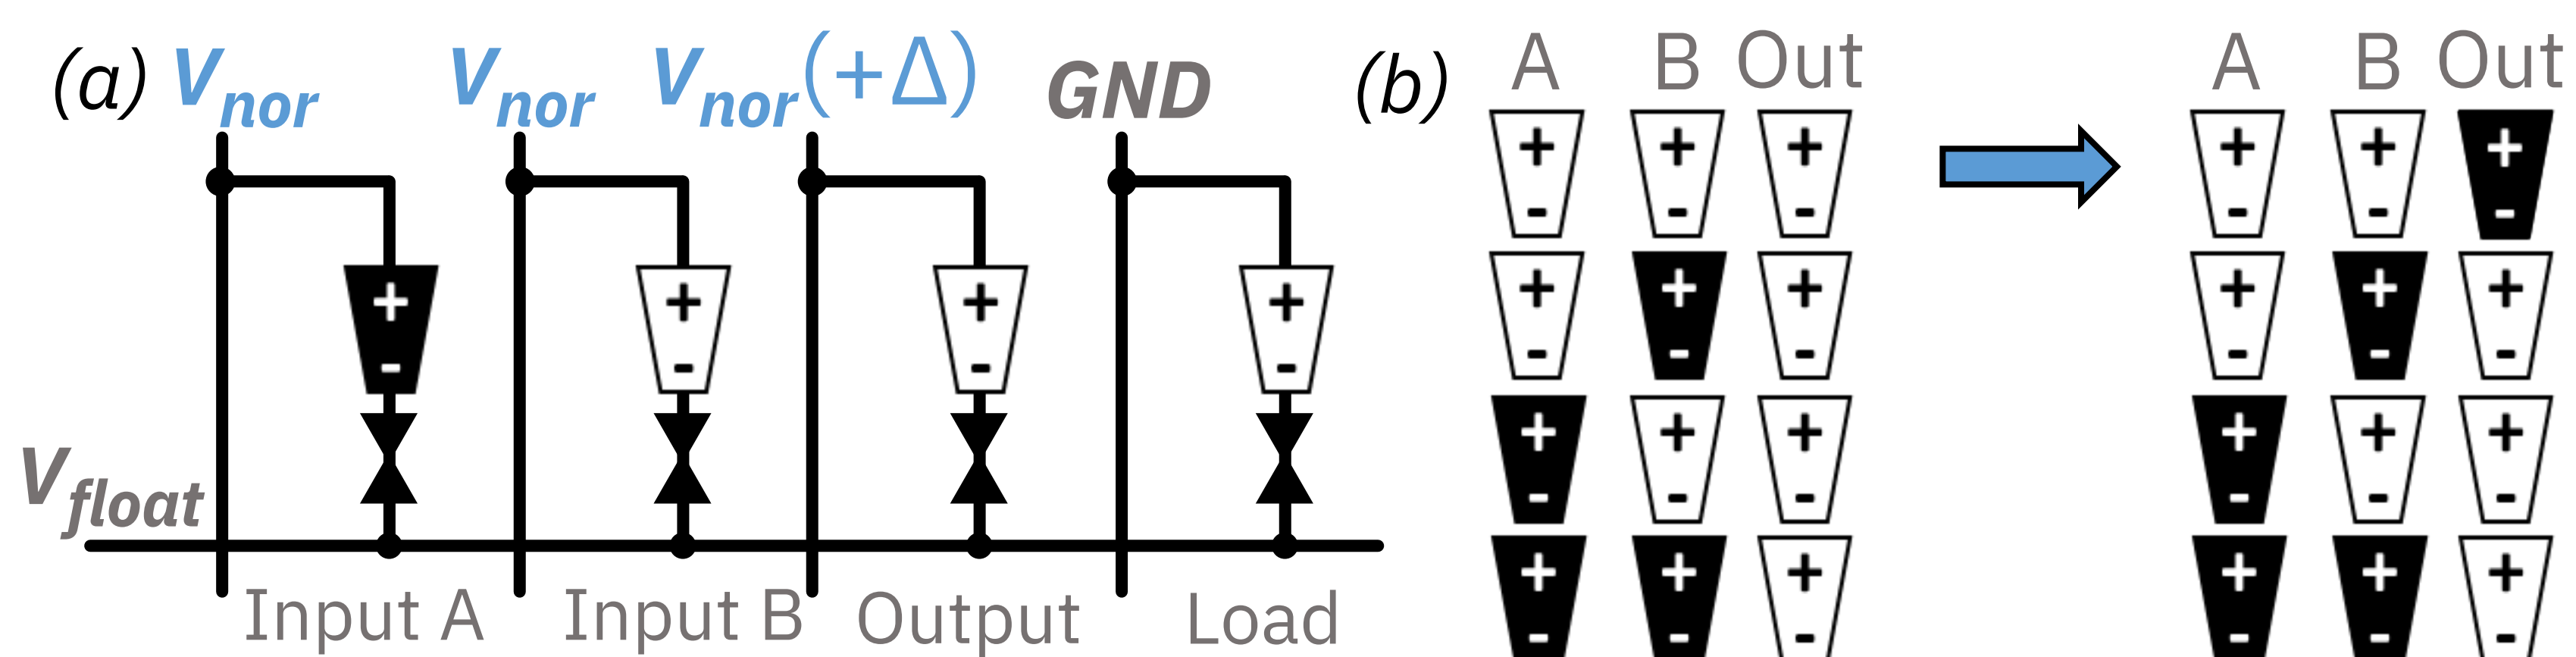 (a) Vnor Vnor Vnor(+Δ) GND
+ + + +
- - - -
Vfloat
Input A Input B Output Load
(b) A B Out A B Out
+ + + + + +
- - - - - -
+ + + + + +
- - - - - -
+ + + + + +
- - - - - -
+ + + + + +
- - - - - -